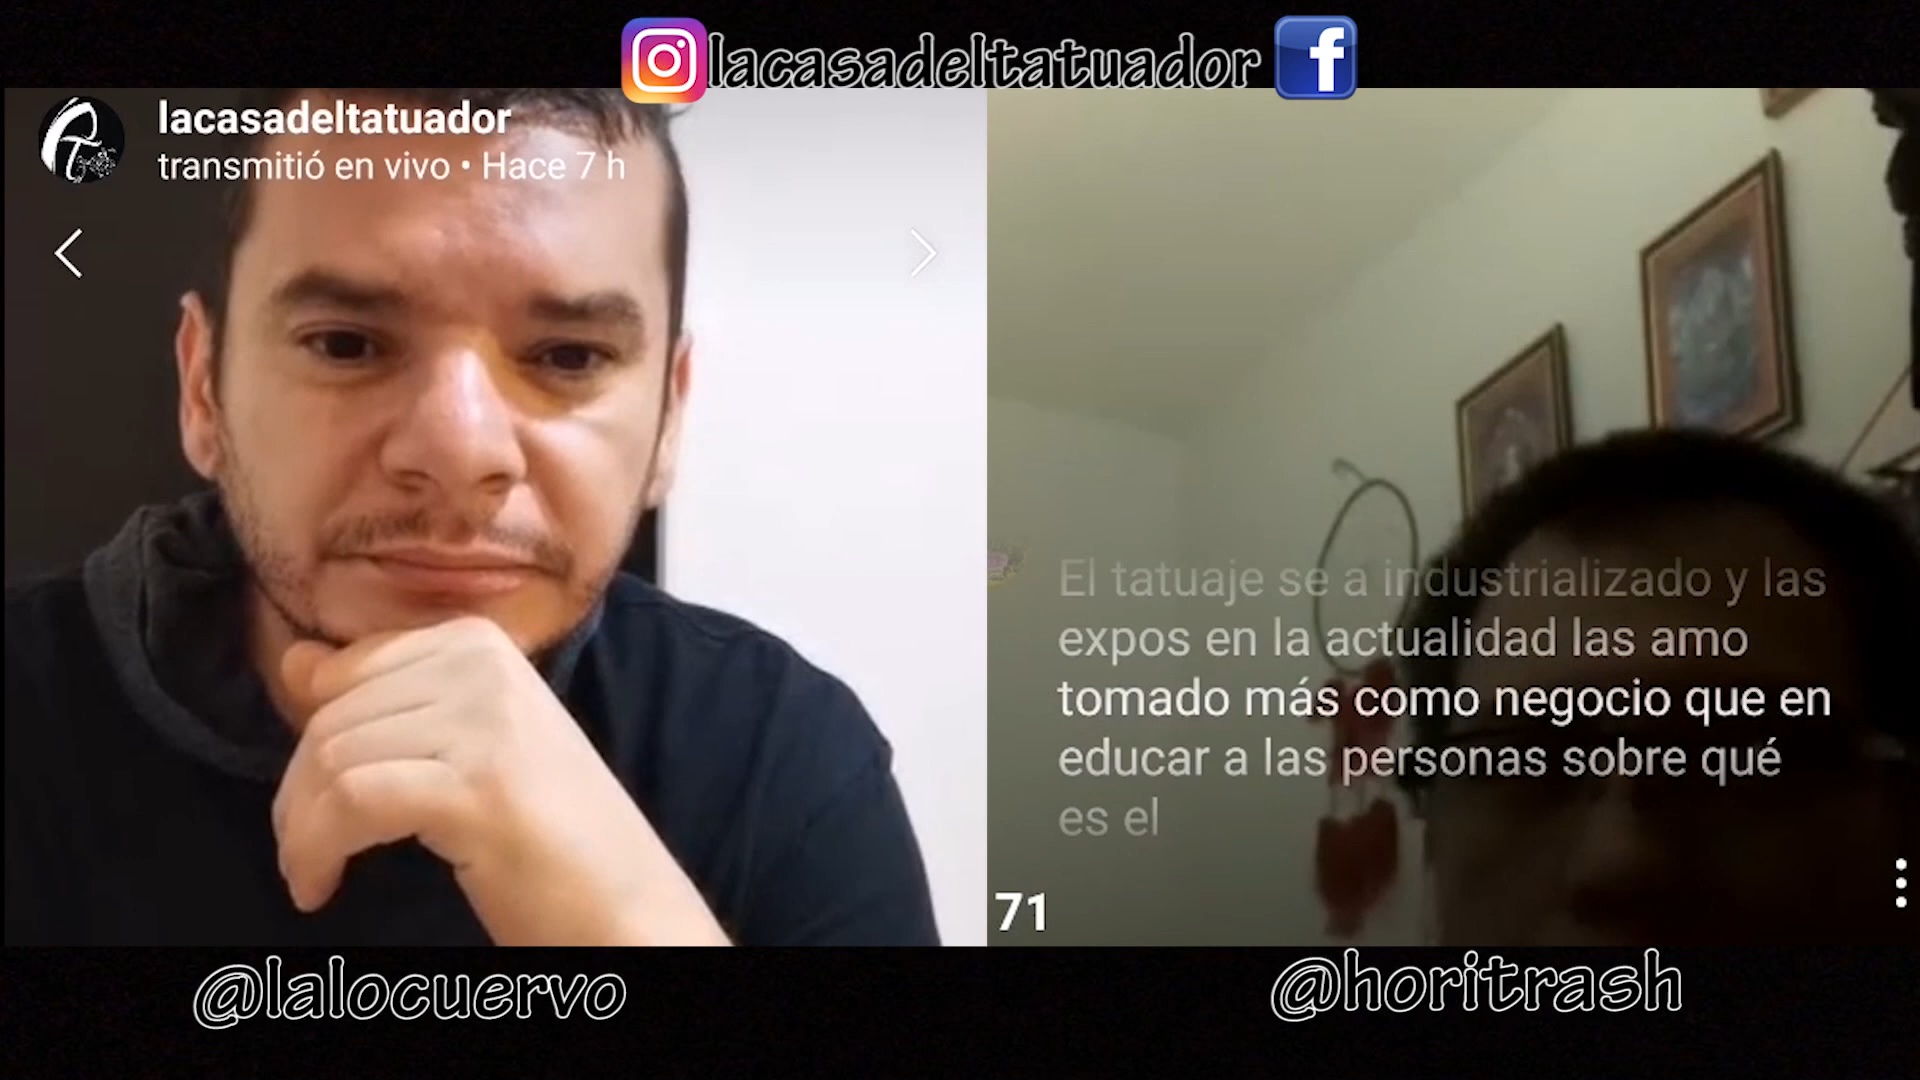 lacasadeltatuador
lacasadeltatuador
transmitió en vivo • Hace 7 h
El tatuaje se a industrializado y las
expos en la actualidad las amo
tomado más como negocio que en
educar a las personas sobre qué
es el
71
@lalocuervo
@horitrash